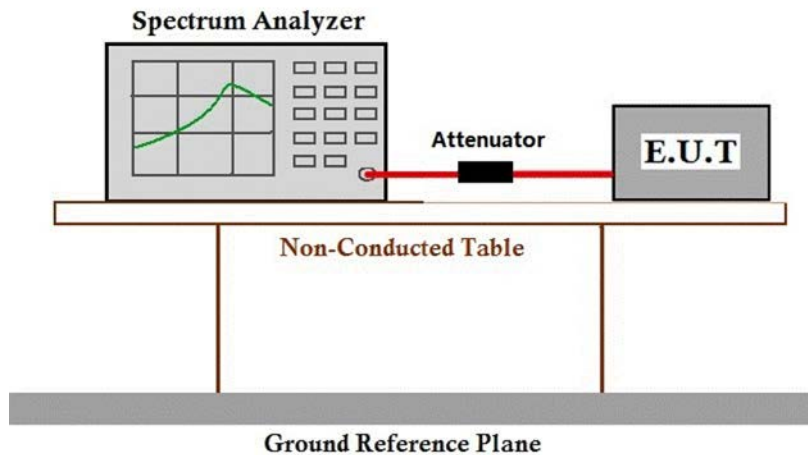 Spectrum Analyzer
Attenuator
E.U.T
Non-Conducted Table
Ground Reference Plane